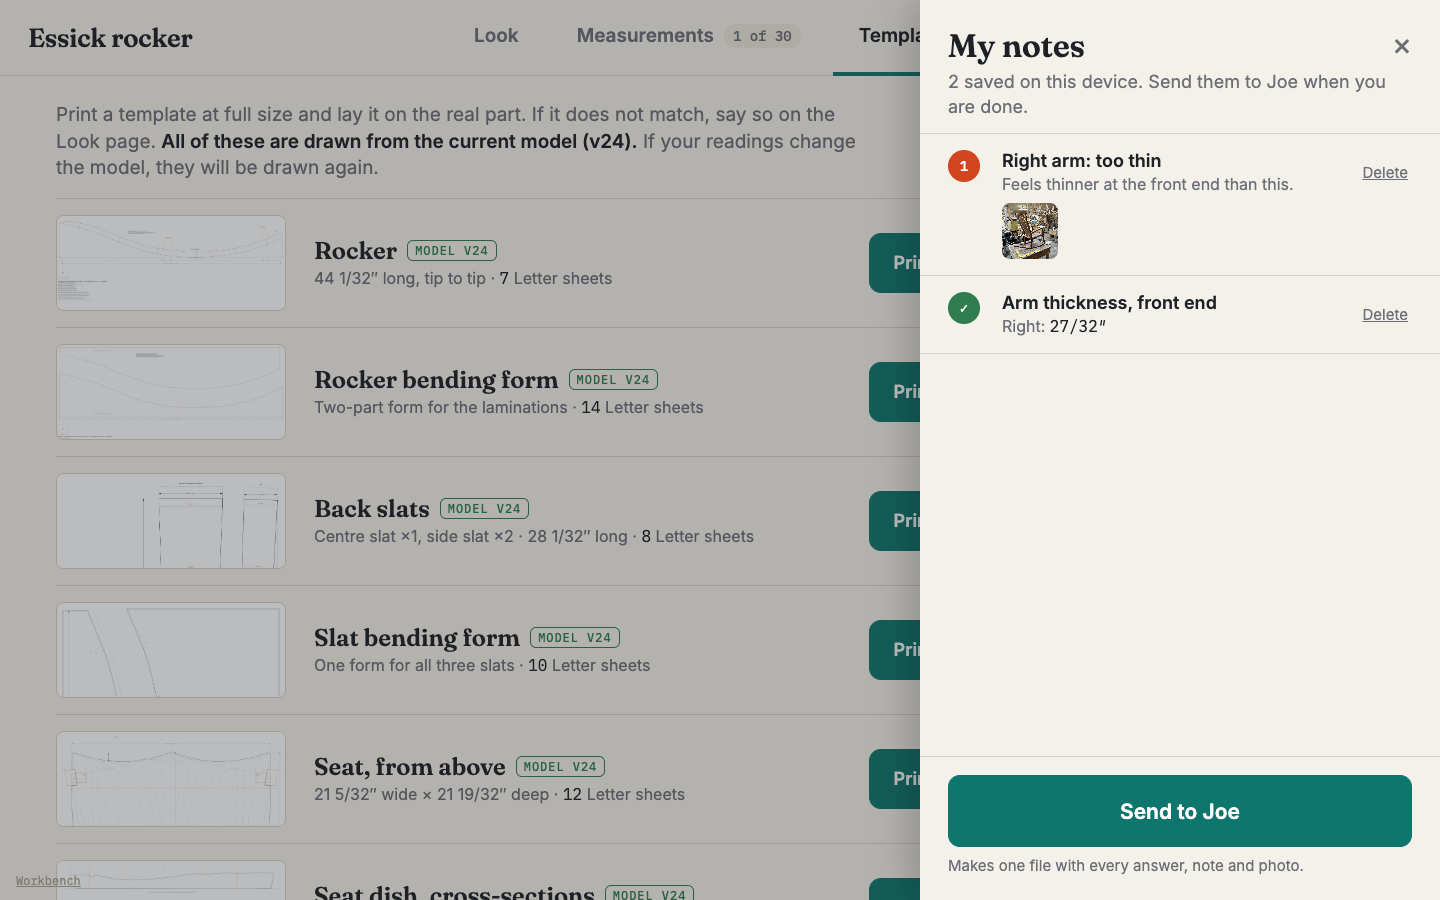 Essick rocker
Look
Measurements 1 of 30
Templa
Print a template at full size and lay it on the real part. If it does not match, say so on the
Look page. All of these are drawn from the current model (v24). If your readings change
the model, they will be drawn again.
Rocker MODEL V24
44 1/32″ long, tip to tip · 7 Letter sheets
Prin
Rocker bending form MODEL V24
Two-part form for the laminations · 14 Letter sheets
Prin
Back slats MODEL V24
Centre slat ×1, side slat ×2 · 28 1/32″ long · 8 Letter sheets
Prin
Slat bending form MODEL V24
One form for all three slats · 10 Letter sheets
Prin
Seat, from above MODEL V24
21 5/32″ wide × 21 19/32″ deep · 12 Letter sheets
Prin
Seat dish, cross-sections MODEL V24
Workbench
My notes
×
2 saved on this device. Send them to Joe when you
are done.
1
Right arm: too thin
Feels thinner at the front end than this.
Delete
✓
Arm thickness, front end
Right: 27/32″
Delete
Send to Joe
Makes one file with every answer, note and photo.